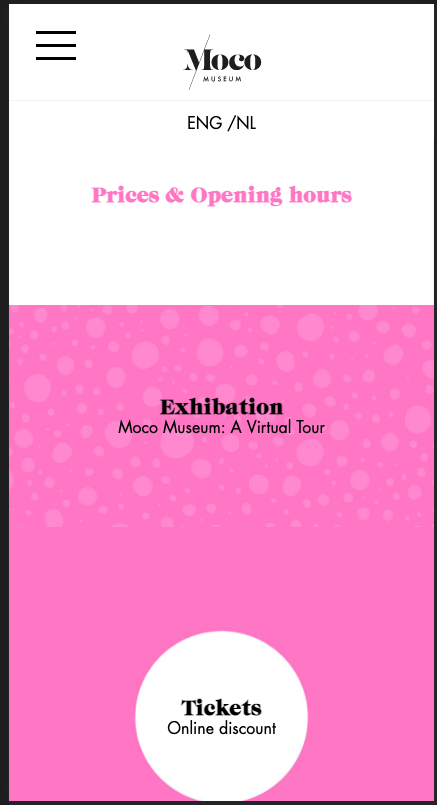 Moco
MUSEUM
ENG /NL
Prices & Opening hours
Exhibation
Moco Museum: A Virtual Tour
Tickets
Online discount